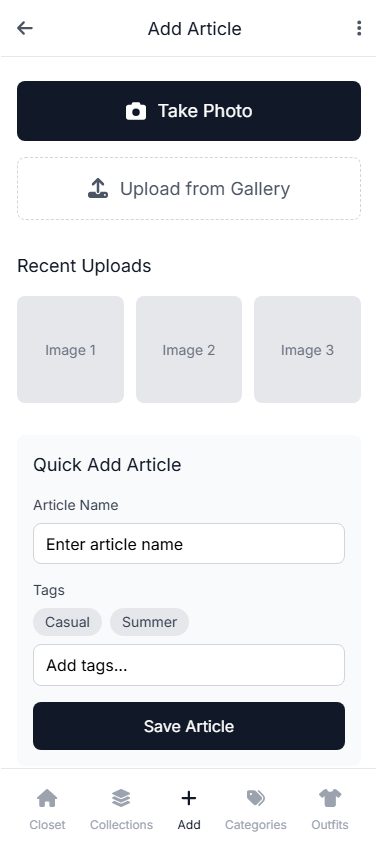 Add Article
Take Photo
Upload from Gallery
Recent Uploads
Image 1 Image 2 Image 3
Quick Add Article
Article Name
Enter article name
Tags
Casual Summer
Add tags...
Save Article
Closet Collections Add Categories Outfits